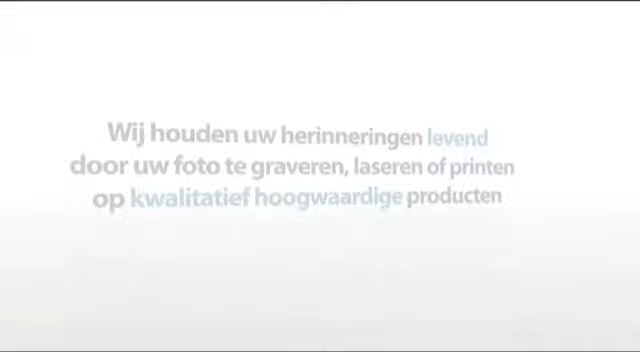 Wij houden uw herinneringen levend
door uw foto te graveren, laseren of printen
op kwalitatief hoogwaardige producten